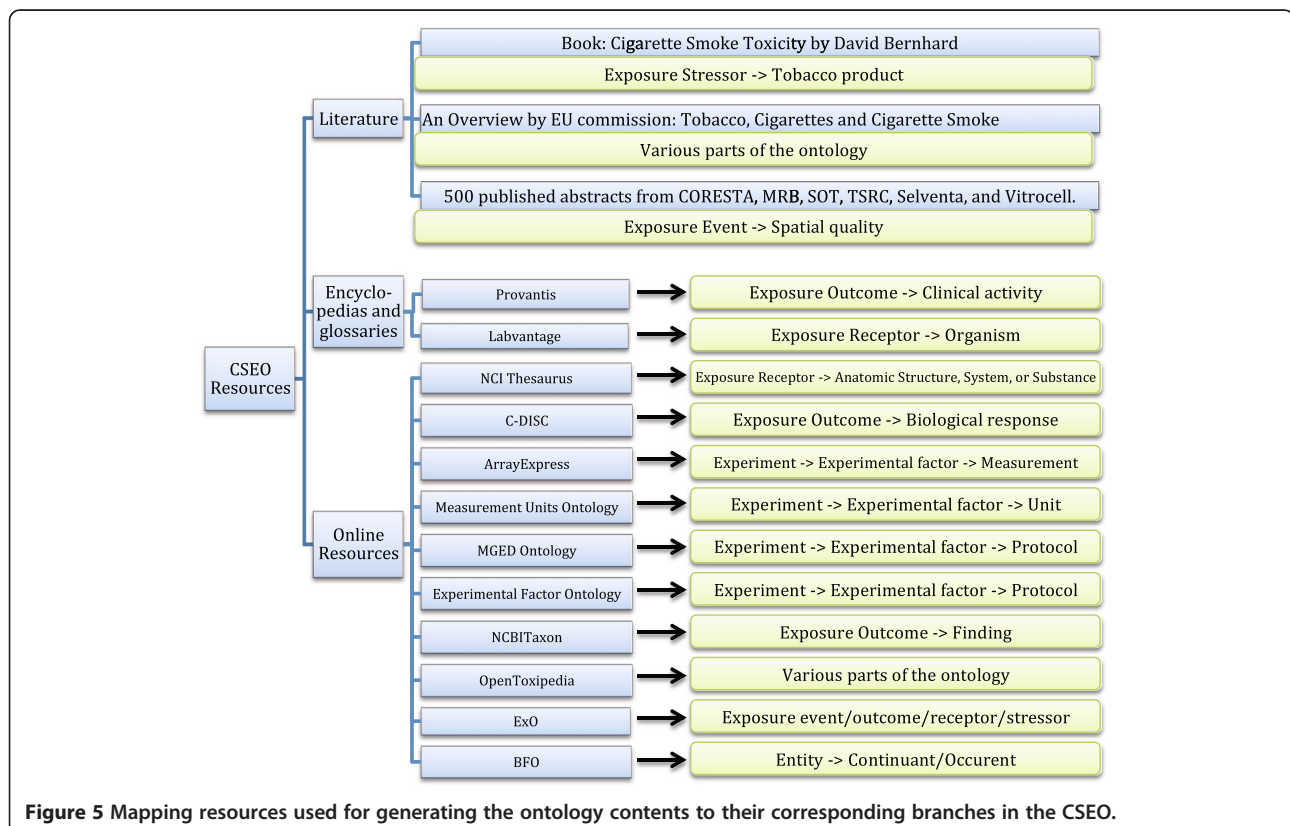 Book: Cigarette Smoke Toxicity by David Bernhard
Exposure Stressor -> Tobacco product
Literature
An Overview by EU commission: Tobacco, Cigarettes and Cigarette Smoke
Various parts of the ontology
500 published abstracts from CORESTA, MRB, SOT, TSRC, Selventa, and Vitrocell.
Exposure Event -> Spatial quality
Encyclo-
pedias and
glossaries
Provantis
Exposure Outcome -> Clinical activity
Labvantage
Exposure Receptor -> Organism
CSEO
Resources
NCI Thesaurus
Exposure Receptor -> Anatomic Structure, System, or Substance
C-DISC
Exposure Outcome -> Biological response
ArrayExpress
Experiment -> Experimental factor -> Measurement
Measurement Units Ontology
Experiment -> Experimental factor -> Unit
Online
Resources
MGED Ontology
Experiment -> Experimental factor -> Protocol
Experimental Factor Ontology
Experiment -> Experimental factor -> Protocol
NCBITaxon
Exposure Outcome -> Finding
OpenToxipedia
Various parts of the ontology
ExO
Exposure event/outcome/receptor/stressor
BFO
Entity -> Continuant/Occurent
Figure 5 Mapping resources used for generating the ontology contents to their corresponding branches in the CSEO.